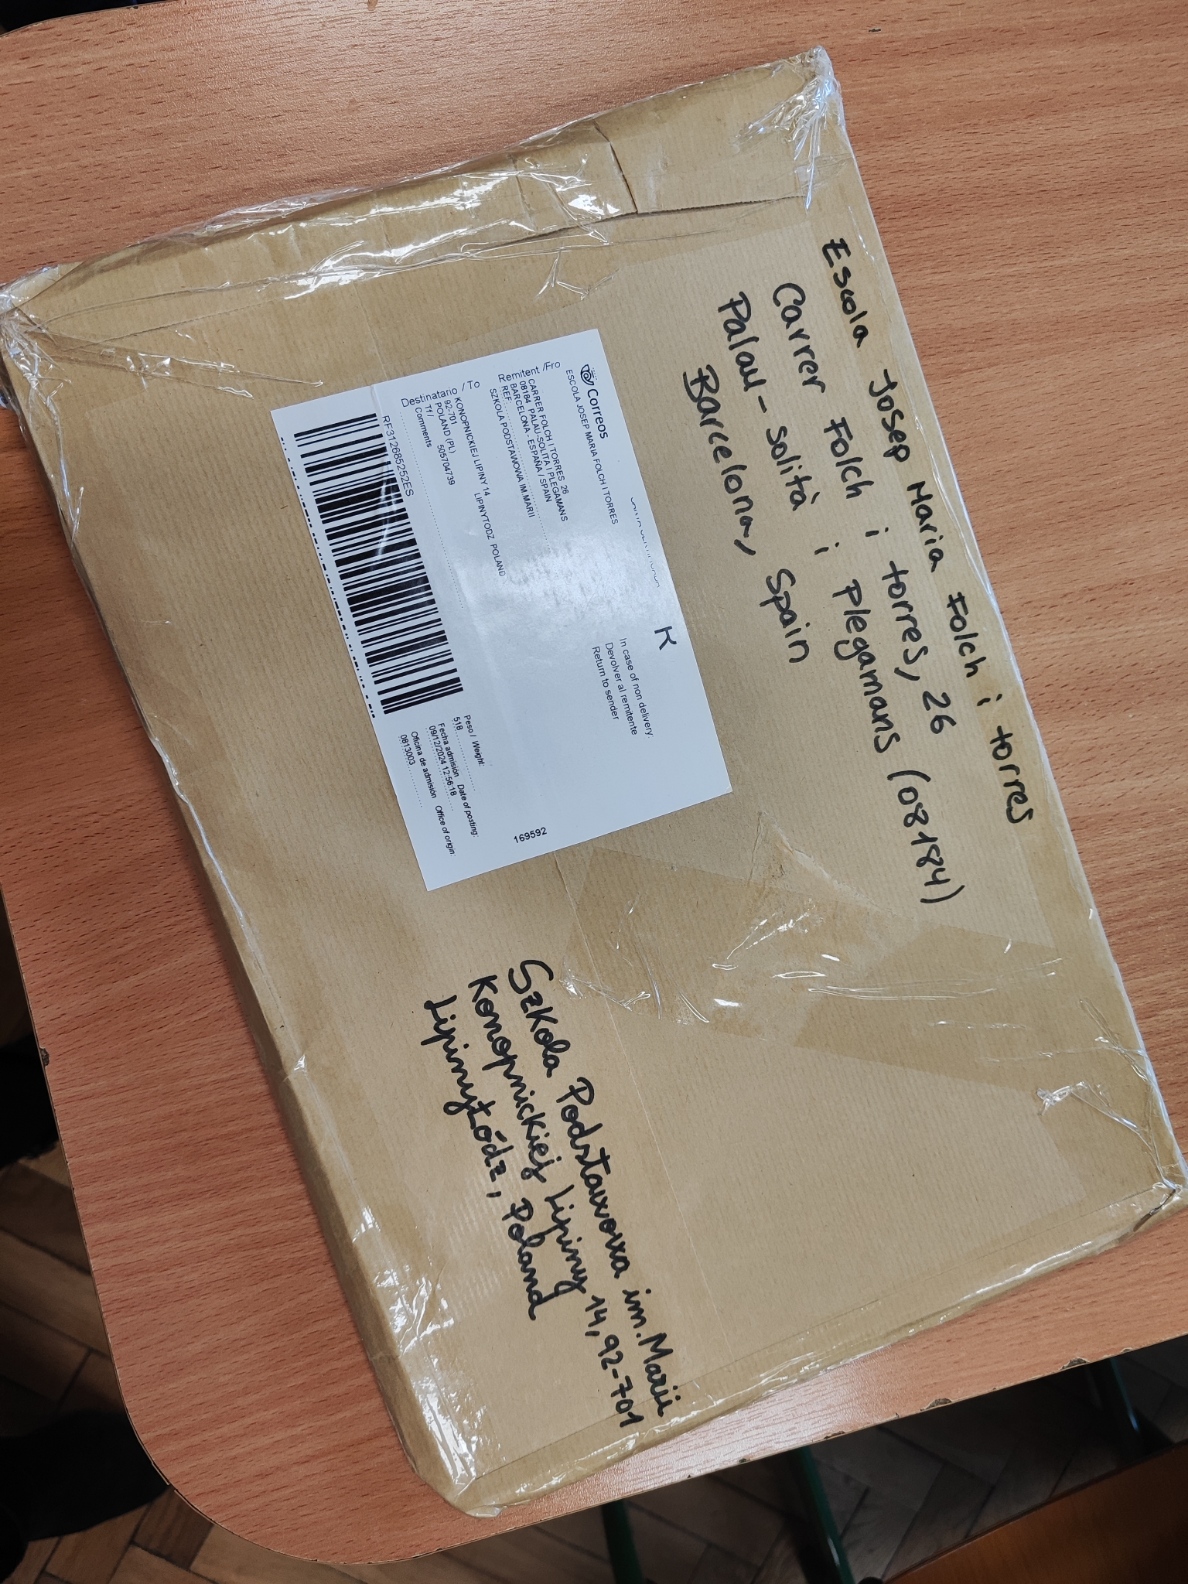 Escola Josep Maria Folch i torres
Carrer Folch i torres, 26
Palau-solità i Plegamans (08184)
Barcelona, Spain
Correos
ESCOLA JOSEP MARIA FOLCH I TORRES
Remitent /Fro
CARRER FOLCH I TORRES 26
08184 PALAU-SOLITA I PLEGAMANS
BARCELONA - ESPAÑA / SPAIN
REF.
SZKOLA PODSTAWOWA IM.MARII
Destinatario / To
KONOPNICKIEJ LIPINY 14 LIPINYTODZ POLAND
92-701
POLAND (PL)
Tf/ 505704739
Comments
RF312685252ES
R
In case of non delivery:
Devolver al remitente
Return to sender
Peso / Weight:
518
Fecha admisión Date of posting:
09/12/2024 12:56:18
Oficina de admisión Office of origin
0813003
169592
Szkola Podstawowa im. Marii
Konopnickiej Lipiny 14, 92-701
LipinyŁódz, Poland